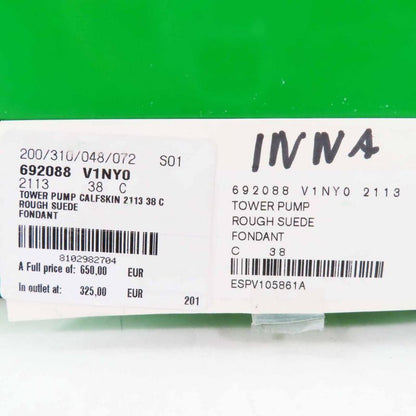 200/310/048/072 S01
692088 V1NY0
2113 38 C
TOWER PUMP CALFSKIN 2113 38 C
ROUGH SUEDE
FONDANT
8102982704
A Full price of: 650,00 EUR
In outlet at: 325,00 EUR
201
INNA
692088 V1NY0 2113
TOWER PUMP
ROUGH SUEDE
FONDANT
C 38
ESPV105861A